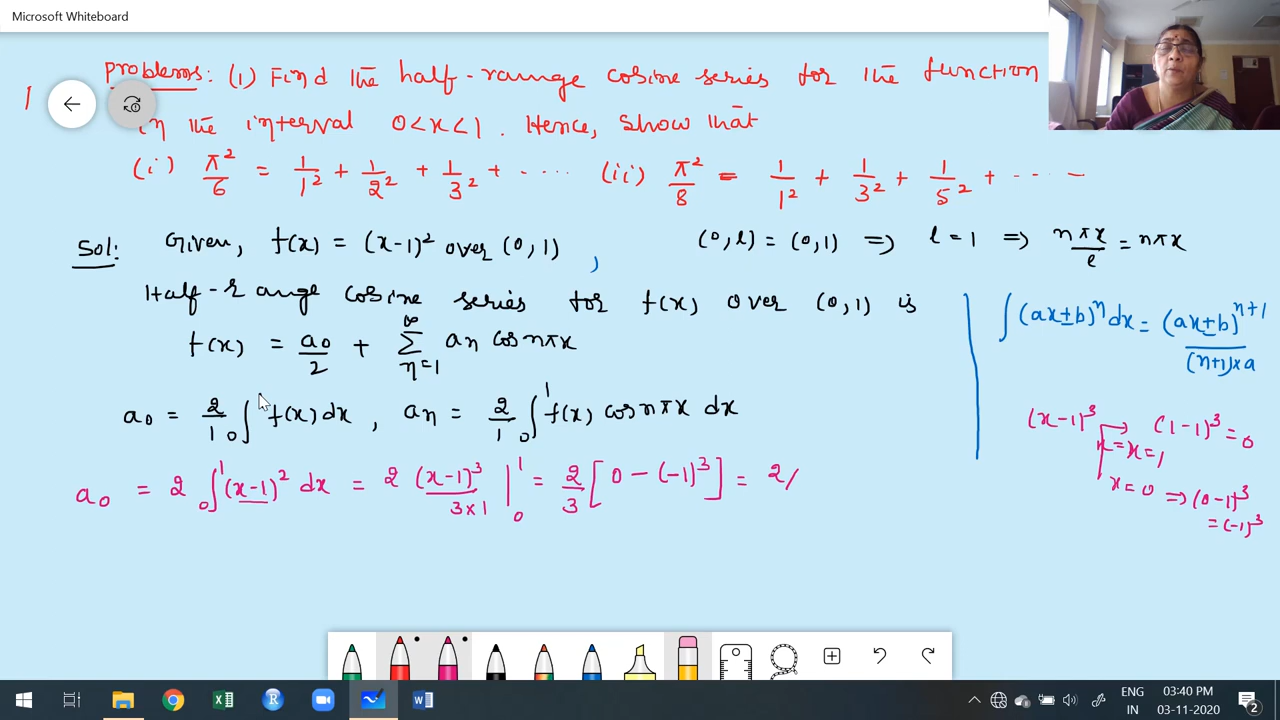 Microsoft Whiteboard
1
Problems: (1) Find the half-range cosine series for the function
in the interval 0<x<1. Hence, show that
(i) π²/6 = 1/1² + 1/2² + 1/3² + ···· (ii) π²/8 = 1/1² + 1/3² + 1/5² + ····
Sol: Given, f(x) = (x-1)² over (0,1), (0,l) = (0,1) ⇒ l = 1 ⇒ nπx/l = nπx
Half-range cosine series for f(x) over (0,1) is
f(x) = a₀/2 + ∑_{n=1}^{∞} an cos nπx
∫(ax±b)ⁿ dx = (ax±b)^{n+1}/((n+1)×a)
a₀ = 2/1 ∫₀¹ f(x) dx, an = 2/1 ∫₀¹ f(x) cos nπx dx
a₀ = 2 ∫₀¹ (x-1)² dx = 2 (x-1)³/(3×1) |₀¹ = 2/3 [0 - (-1)³] = 2/
(x-1)³ → (1-1)³ = 0
x = x = 1
x = 0 ⇒ (0-1)³
= (-1)³
ENG
IN
03:40 PM
03-11-2020
2